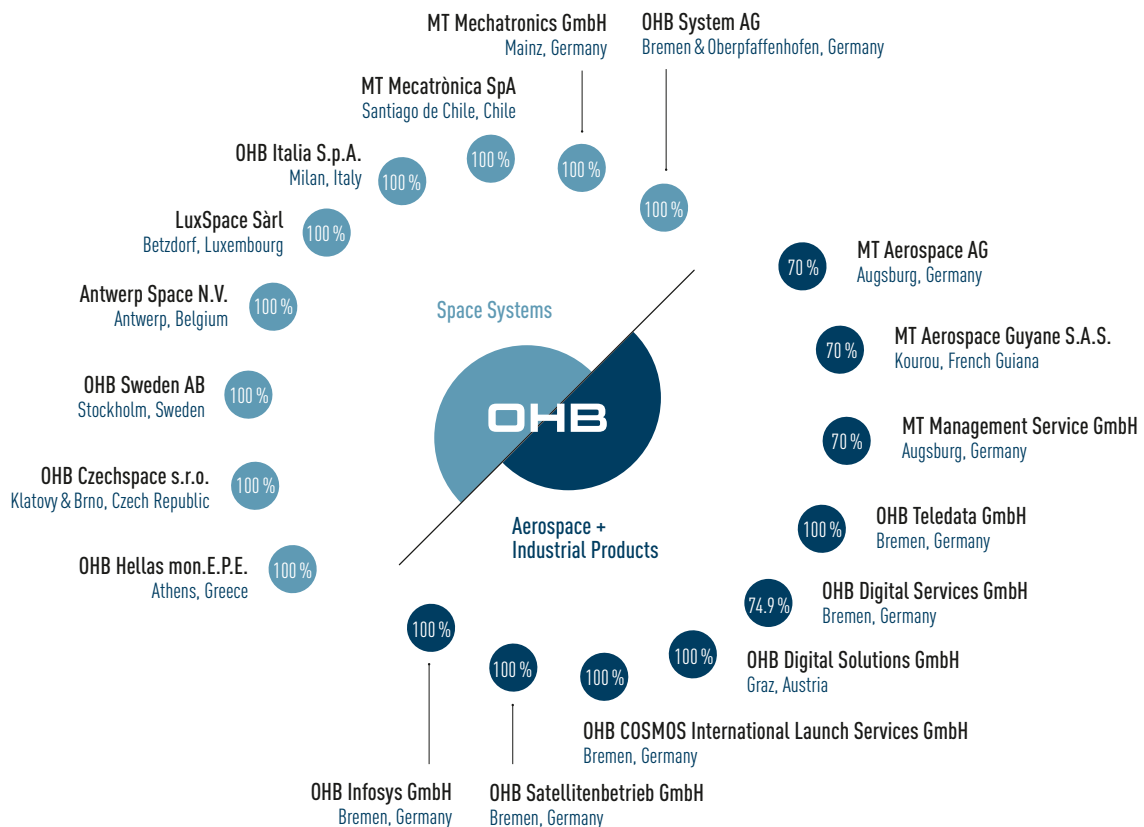 MT Mechatronics GmbH
Mainz, Germany
OHB System AG
Bremen & Oberpfaffenhofen, Germany
MT Mecatrònica SpA
Santiago de Chile, Chile
OHB Italia S.p.A.
Milan, Italy
LuxSpace Sàrl
Betzdorf, Luxembourg
Antwerp Space N.V.
Antwerp, Belgium
OHB Sweden AB
Stockholm, Sweden
OHB Czechspace s.r.o.
Klatovy & Brno, Czech Republic
OHB Hellas mon.E.P.E.
Athens, Greece
100 %
100 %
100 %
100 %
100 %
100 %
100 %
100 %
100 %
Space Systems
OHB
Aerospace +
Industrial Products
70 %
MT Aerospace AG
Augsburg, Germany
70 %
MT Aerospace Guyane S.A.S.
Kourou, French Guiana
70 %
MT Management Service GmbH
Augsburg, Germany
100 %
OHB Teledata GmbH
Bremen, Germany
74.9 %
OHB Digital Services GmbH
Bremen, Germany
100 %
OHB Digital Solutions GmbH
Graz, Austria
100 %
OHB COSMOS International Launch Services GmbH
Bremen, Germany
100 %
OHB Satellitenbetrieb GmbH
Bremen, Germany
100 %
OHB Infosys GmbH
Bremen, Germany